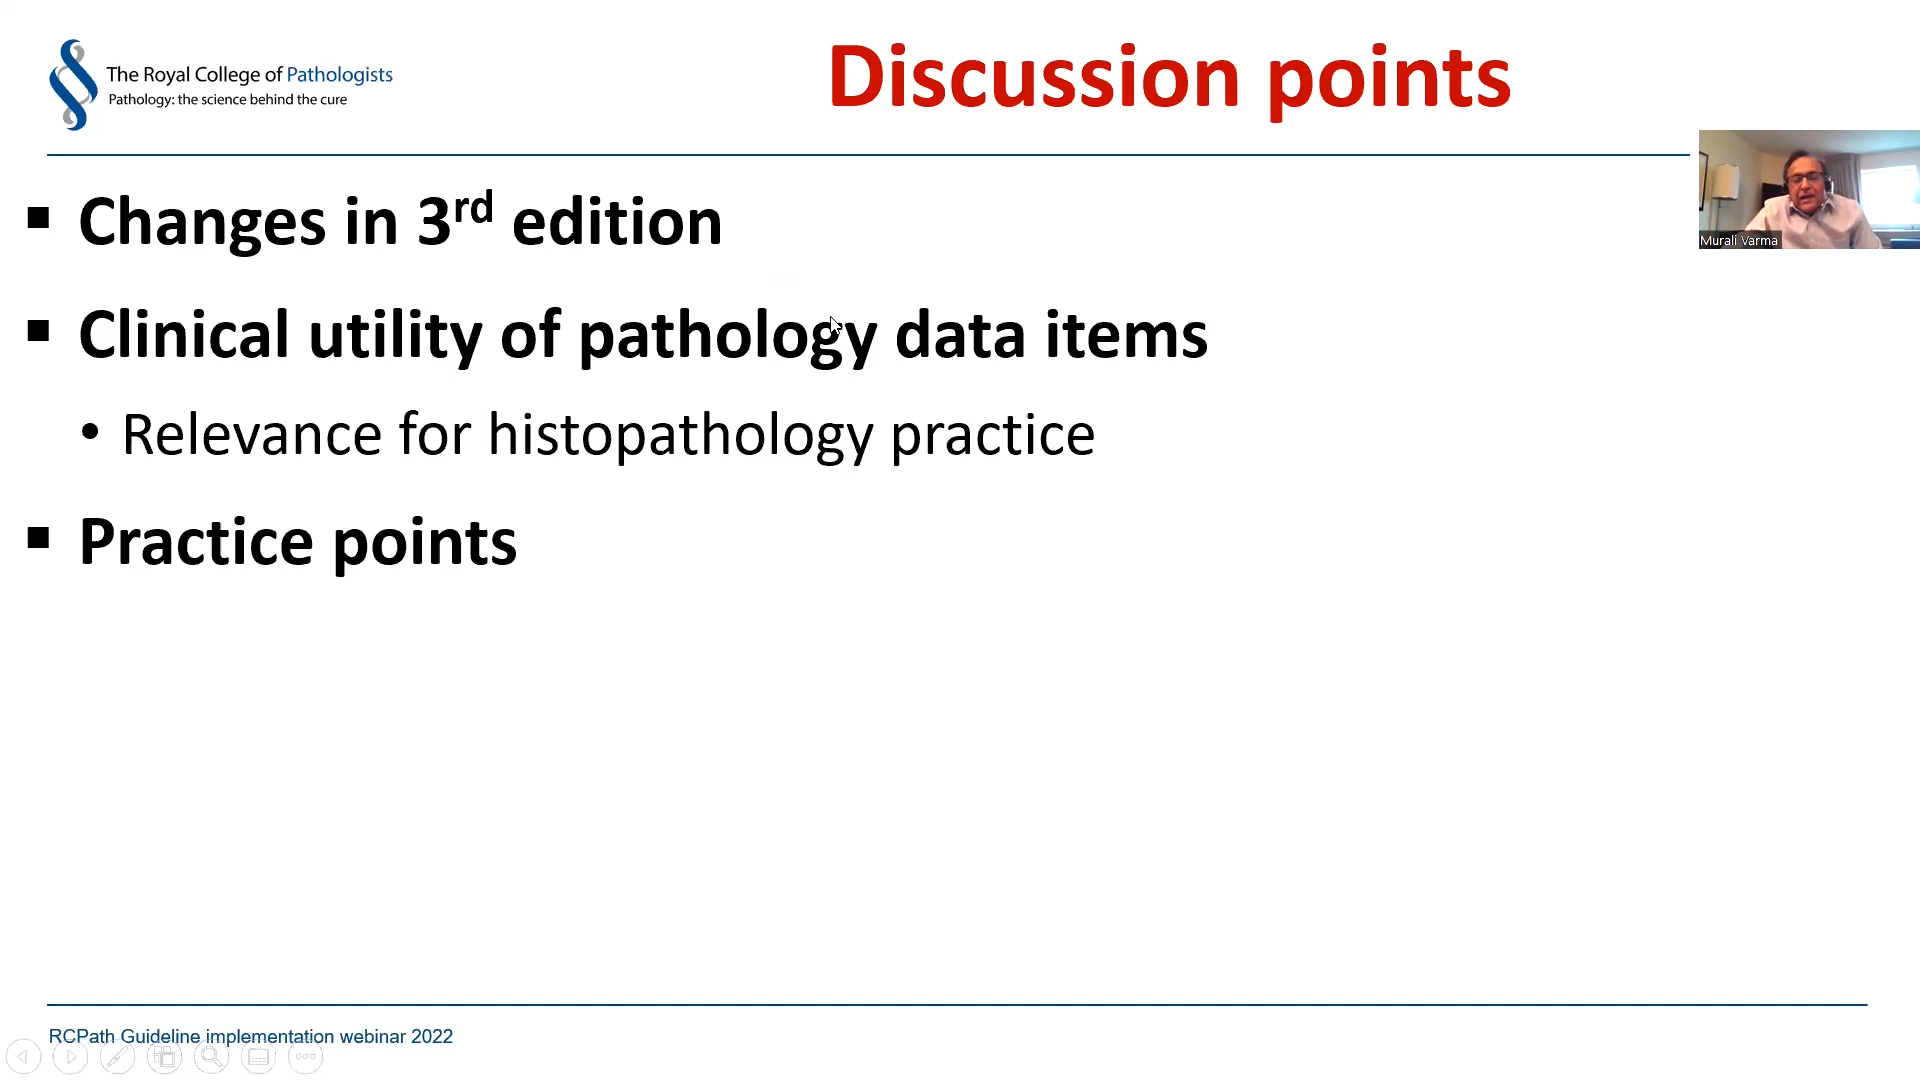 The Royal College of Pathologists
Pathology: the science behind the cure
Discussion points
Murali Varma
▪ Changes in 3rd edition
▪ Clinical utility of pathology data items
• Relevance for histopathology practice
▪ Practice points
RCPath Guideline implementation webinar 2022